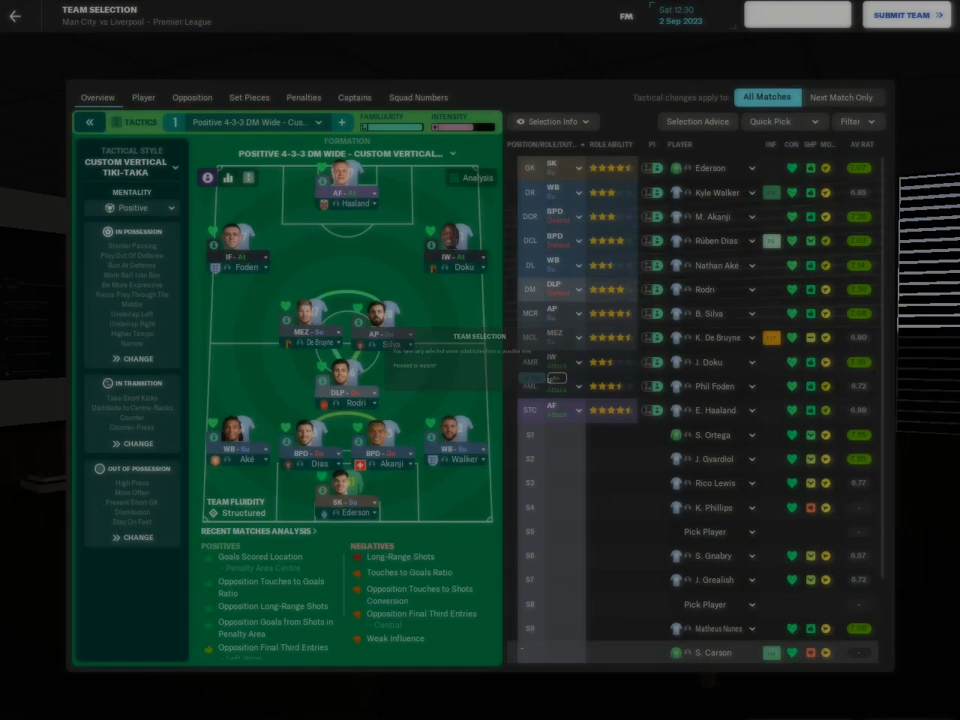 TEAM SELECTION
Man City vs Liverpool - Premier League
FM
Sat 12:30
2 Sep 2023
SUBMIT TEAM
Overview Player Opposition Set Pieces Penalties Captains Squad Numbers
Tactical changes apply to: All Matches Next Match Only
TACTICS 1 Positive 4-3-3 DM Wide - Cus... +
FAMILIARITY INTENSITY
TACTICAL STYLE
CUSTOM VERTICAL
TIKI-TAKA
MENTALITY
Positive
IN POSSESSION
Shorter Passing
Play Out Of Defence
Run At Defence
Work Ball Into Box
Be More Expressive
Focus Play Through The
Middle
Underlap Left
Underlap Right
Higher Tempo
Narrow
CHANGE
IN TRANSITION
Take Short Kicks
Distribute to Centre-Backs
Counter
Counter-Press
CHANGE
OUT OF POSSESSION
High Press
More Often
Prevent Short GK
Distribution
Stay On Feet
CHANGE
FORMATION
POSITIVE 4-3-3 DM WIDE - CUSTOM VERTICAL...
Analysis
AF - At
Haaland
IF - At
Foden
IW - At
Doku
MEZ - Su
De Bruyne
AP - Su
Silva
DLP - De
Rodri
WB - Su
Aké
BPD - De
Dias
BPD - De
Akanji
WB - Su
Walker
SK - Su
Ederson
TEAM FLUIDITY
Structured
RECENT MATCHES ANALYSIS >
POSITIVES
Goals Scored Location
- Penalty Area Centre
Opposition Touches to Goals
Ratio
Opposition Long-Range Shots
Opposition Goals from Shots in
Penalty Area
Opposition Final Third Entries
NEGATIVES
Long-Range Shots
Touches to Goals Ratio
Opposition Touches to Shots
Conversion
Opposition Final Third Entries
- Central
Weak Influence
TEAM SELECTION
Selection Info Selection Advice Quick Pick Filter
POSITION/ROLE/DUT... ROLE ABILITY PI PLAYER INF CON SHP MO... AV RAT
GK SK Su Ederson
DR WB Su Kyle Walker 6.85
DCR BPD Defend M. Akanji
DCL BPD Defend Rúben Dias
DL WB Su Nathan Aké
DM DLP Defend Rodri
MCR AP Su B. Silva
MCL MEZ Su K. De Bruyne 6.80
AMR IW Attack J. Doku
AML Attack Phil Foden 6.72
STC AF Attack E. Haaland 6.88
S1 S. Ortega
S2 J. Gvardiol
S3 Rico Lewis 6.77
S4 K. Phillips -
S5 Pick Player
S6 S. Gnabry 6.57
S7 J. Grealish 6.72
S8 Pick Player -
S9 Matheus Nunes
- S. Carson -